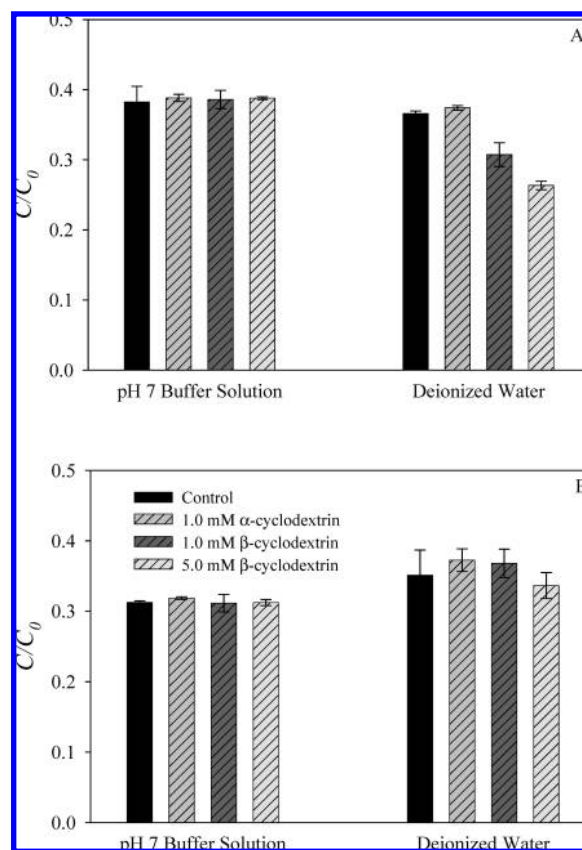 0.5
A
0.4
0.3
C/C0
0.2
0.1
0.0
pH 7 Buffer Solution
Deionized Water
0.5
Control
1.0 mM α-cyclodextrin
1.0 mM β-cyclodextrin
5.0 mM β-cyclodextrin
0.4
0.3
C/C0
0.2
0.1
0.0
pH 7 Buffer Solution
Deionized Water